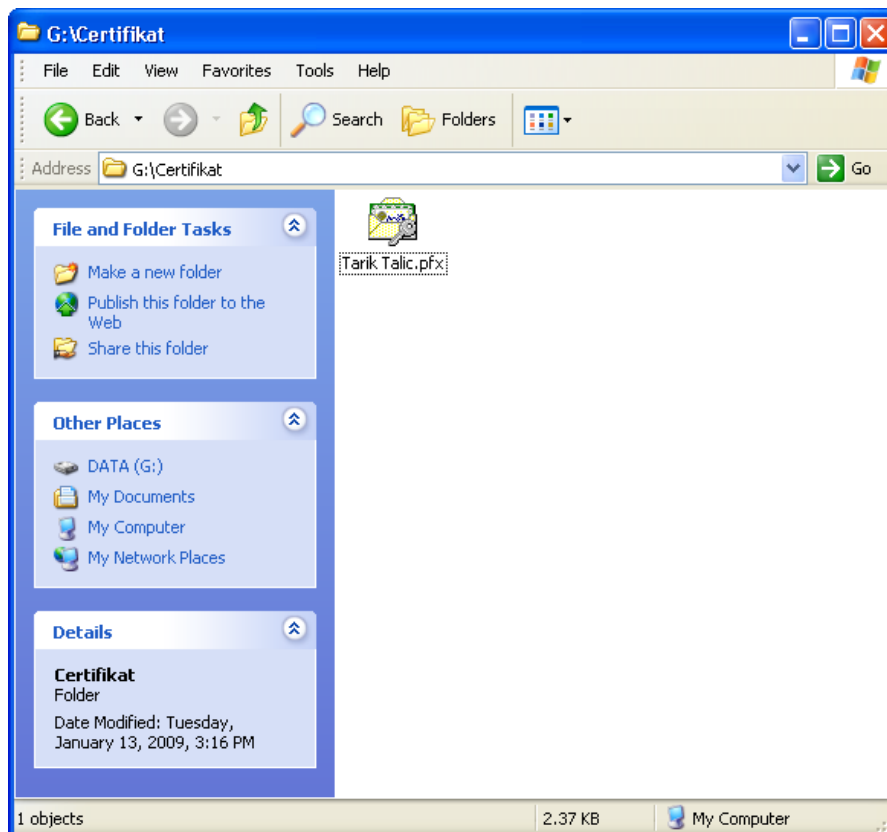 G:\Certifikat
File Edit View Favorites Tools Help
Back Search Folders
Address G:\Certifikat Go
File and Folder Tasks
Make a new folder
Publish this folder to the
Web
Share this folder
Other Places
DATA (G:)
My Documents
My Computer
My Network Places
Details
Certifikat
Folder
Date Modified: Tuesday,
January 13, 2009, 3:16 PM
Tarik Talic.pfx
1 objects 2.37 KB My Computer